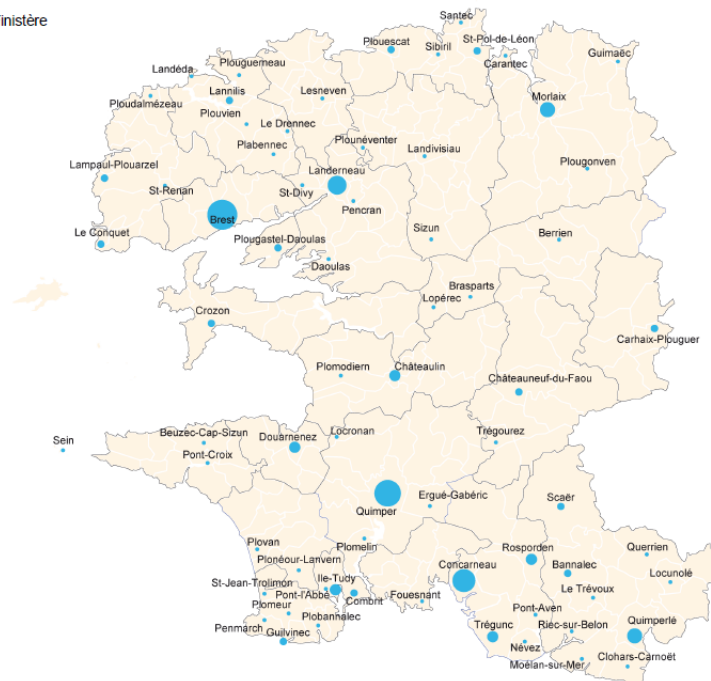 inistère
Santec
Plouescat
Sibiril
St-Pol-de-Léon
Carantec
Guimaëc
Landéda
Plouguerneau
Ploudalmézeau
Lannilis
Lesneven
Morlaix
Plouvien
Le Drennec
Plabennec
Plounéventer
Landivisiau
Lampaul-Plouarzel
Landerneau
Plougonven
St-Renan
St-Divy
Pencran
Brest
Le Conquet
Plougastel-Daoulas
Sizun
Berrien
Daoulas
Brasparts
Lopérec
Crozon
Carhaix-Plouguer
Plomodiern
Châteaulin
Châteauneuf-du-Faou
Sein
Beuzec-Cap-Sizun
Douarnenez
Locronan
Trégourez
Pont-Croix
Ergué-Gabéric
Scaër
Quimper
Plovan
Plomelin
Rosporden
Querrien
Plonéour-Lanvern
Concarneau
Bannalec
Locunolé
St-Jean-Trolimon
Ile-Tudy
Pont-l'Abbé
Combrit
Fouesnant
Le Trévoux
Plomeur
Pont-Aven
Plobannalec
Penmarch
Guilvinec
Trégunc
Riec-sur-Belon
Quimperlé
Névez
Moëlan-sur-Mer
Clohars-Carnoët